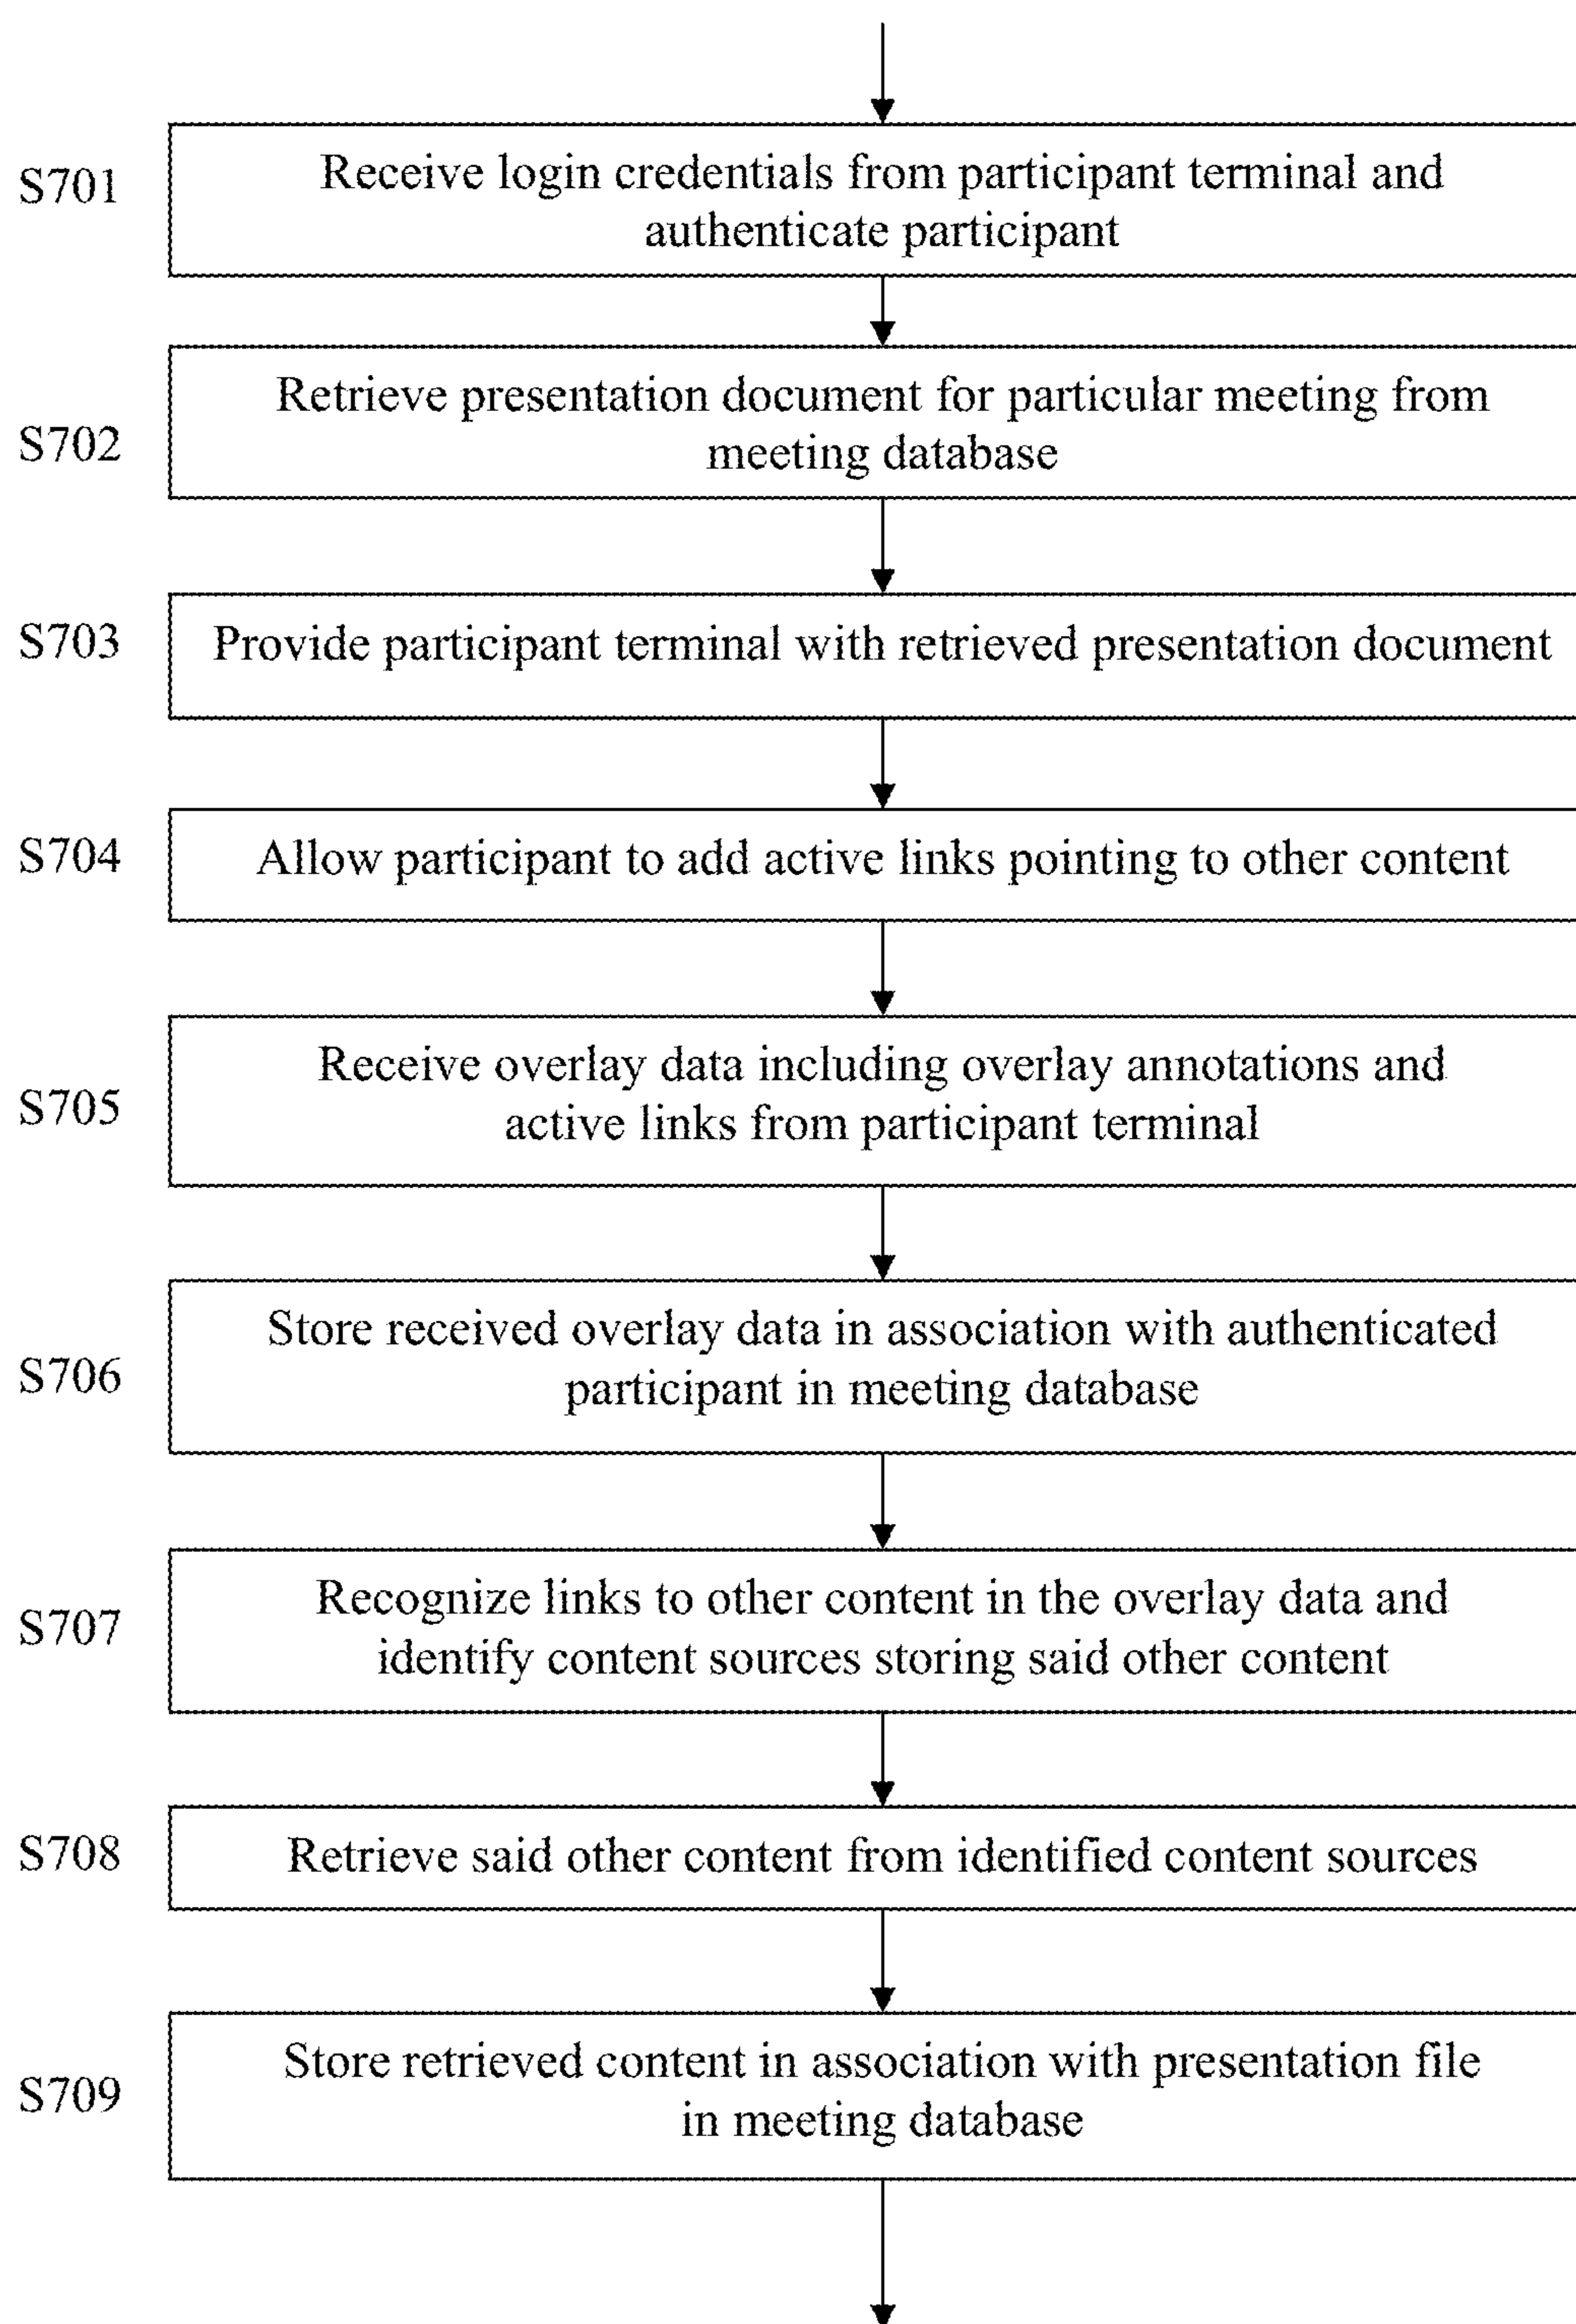 S701
Receive login credentials from participant terminal and
authenticate participant
S702
Retrieve presentation document for particular meeting from
meeting database
S703
Provide participant terminal with retrieved presentation document
S704
Allow participant to add active links pointing to other content
S705
Receive overlay data including overlay annotations and
active links from participant terminal
S706
Store received overlay data in association with authenticated
participant in meeting database
S707
Recognize links to other content in the overlay data and
identify content sources storing said other content
S708
Retrieve said other content from identified content sources
S709
Store retrieved content in association with presentation file
in meeting database